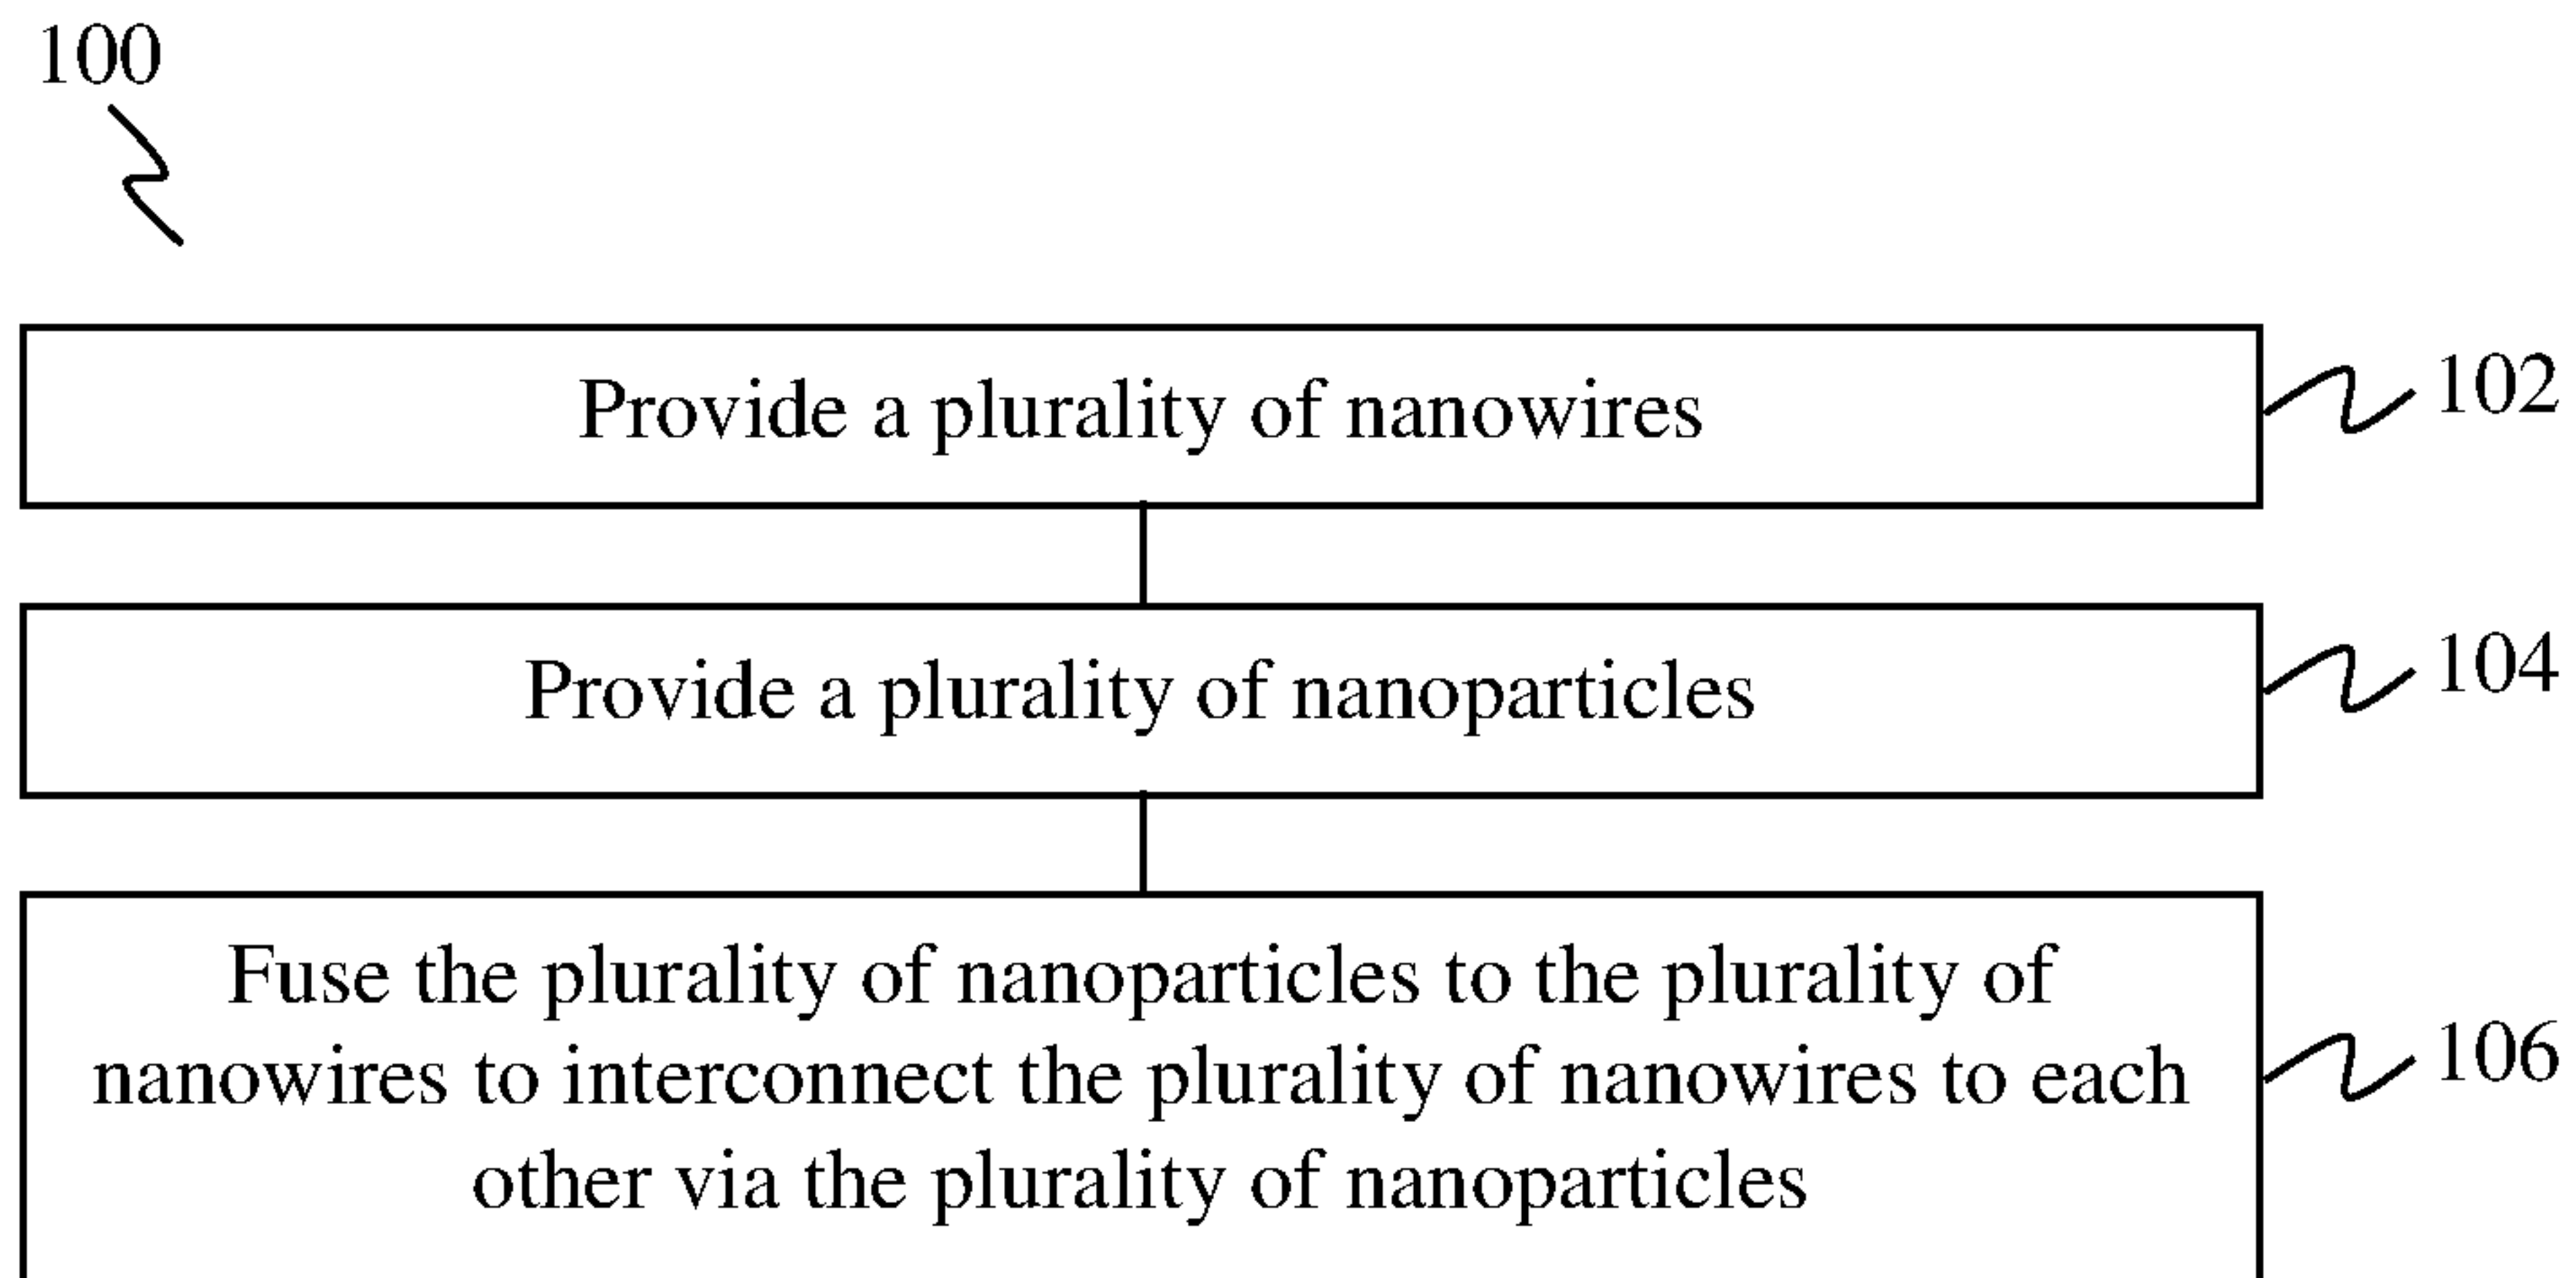 100
Provide a plurality of nanowires
102
Provide a plurality of nanoparticles
104
Fuse the plurality of nanoparticles to the plurality of
nanowires to interconnect the plurality of nanowires to each
other via the plurality of nanoparticles
106